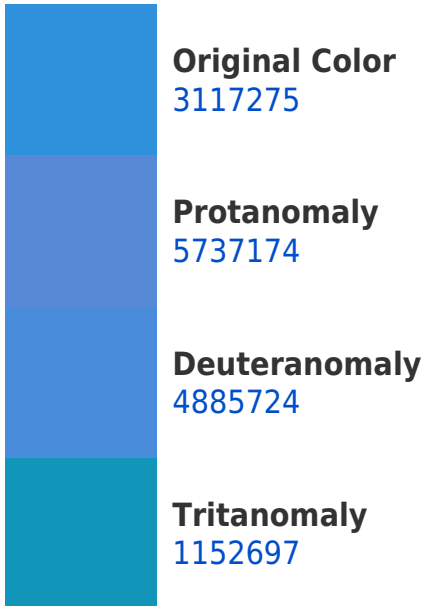 Original Color
3117275
Protanomaly
5737174
Deuteranomaly
4885724
Tritanomaly
1152697